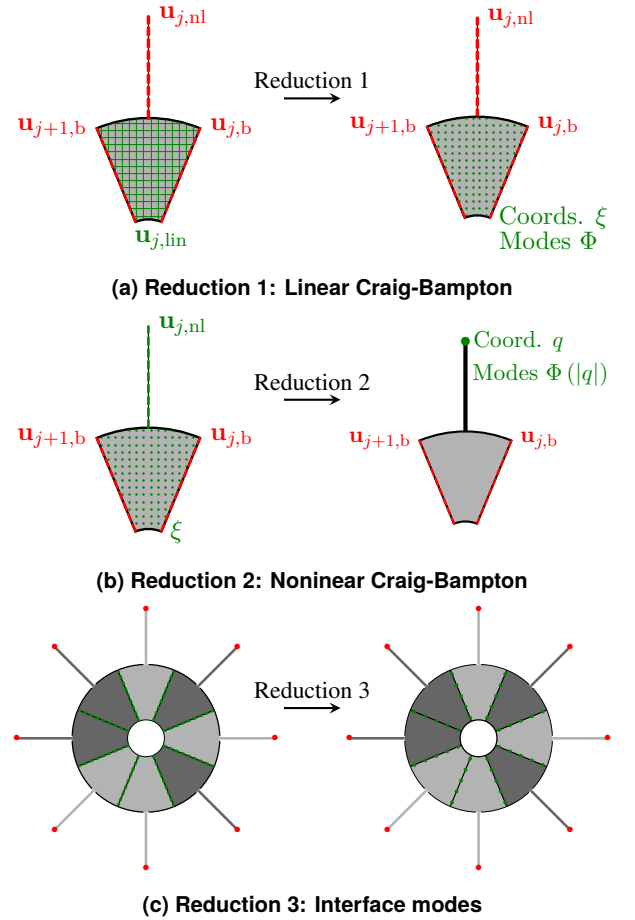 u_{j,nl} u_{j,nl}
Reduction 1
u_{j+1,b} u_{j,b} u_{j+1,b} u_{j,b}
u_{j,lin} Coords. ξ
Modes Φ
(a) Reduction 1: Linear Craig-Bampton
u_{j,nl} Coord. q
Reduction 2 Modes Φ(|q|)
u_{j+1,b} u_{j,b} u_{j+1,b} u_{j,b}
ξ
(b) Reduction 2: Noninear Craig-Bampton
Reduction 3
(c) Reduction 3: Interface modes